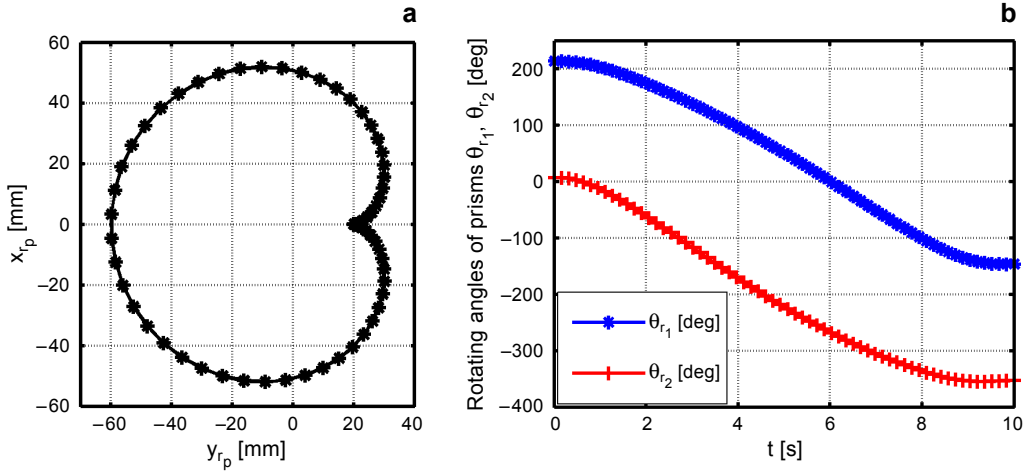 a
60
40
20
0
−20
−40
−60
−60 −40 −20 0 20 40
x_{r_p} [mm]
y_{r_p} [mm]
b
200
100
0
−100
−200
−300
−400
0 2 4 6 8 10
Rotating angles of prisms θ_{r_1}, θ_{r_2} [deg]
t [s]
θ_{r_1} [deg]
θ_{r_2} [deg]